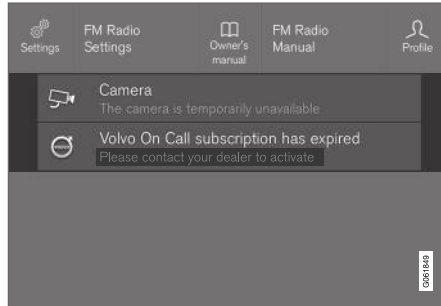 Settings
FM Radio
Settings
Owner's
manual
FM Radio
Manual
Profile
Camera
The camera is temporarily unavailable
VOLVO
Volvo On Call subscription has expired
Please contact your dealer to activate
G061849